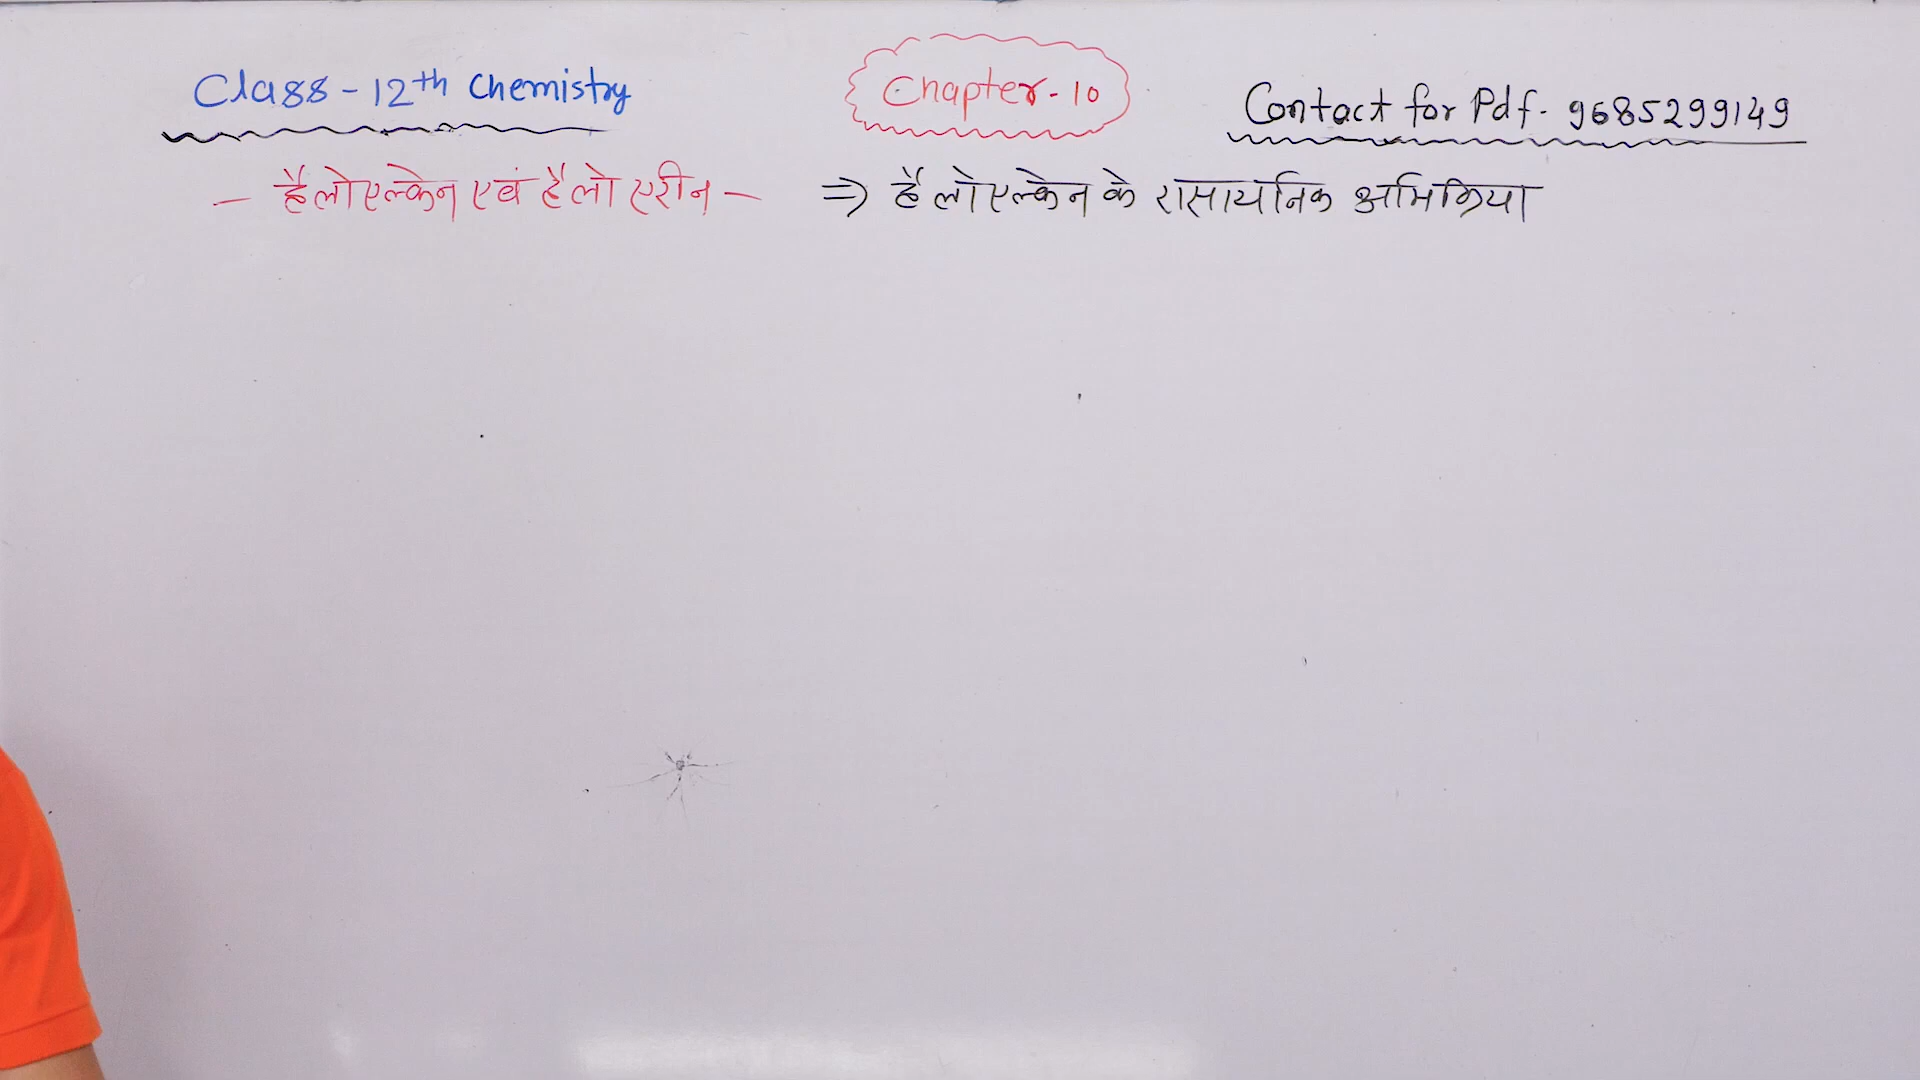 Class - 12th Chemistry
Chapter - 10
Contact for Pdf. 9685299149
- हैलोएल्केन एवं हैलो एरीन -
⇒ हैलोएल्केन के रासायनिक अभिक्रिया